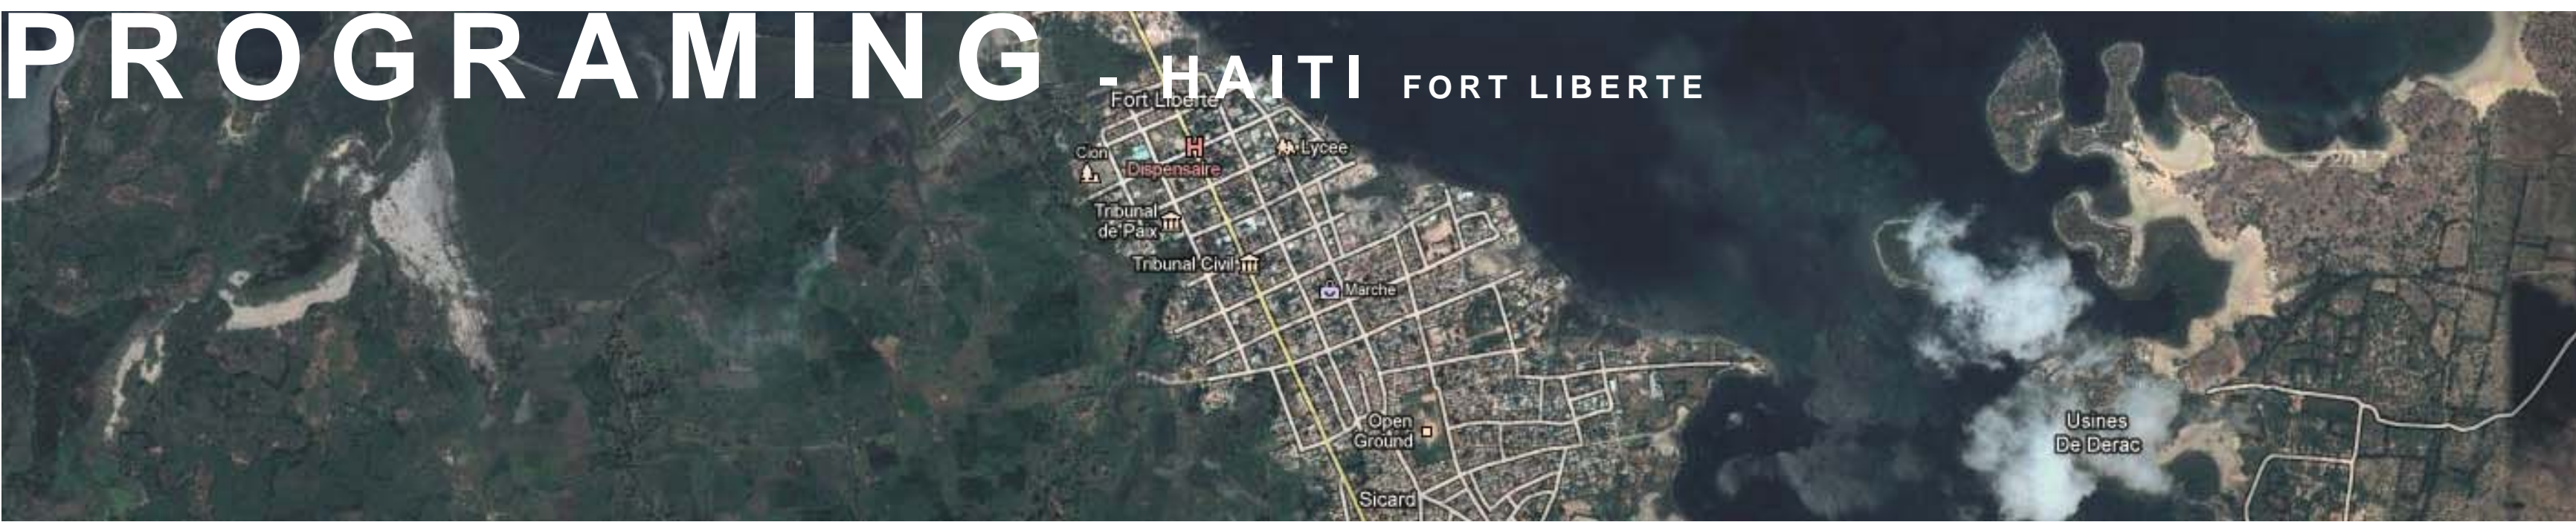 PROGRAMING - HAITI FORT LIBERTE
Fort Liberte
Lycee
Cion
Dispensaire
Tribunal
de Paix
Tribunal Civil
Marche
Open
Ground
Usines
De Derac
Sicard